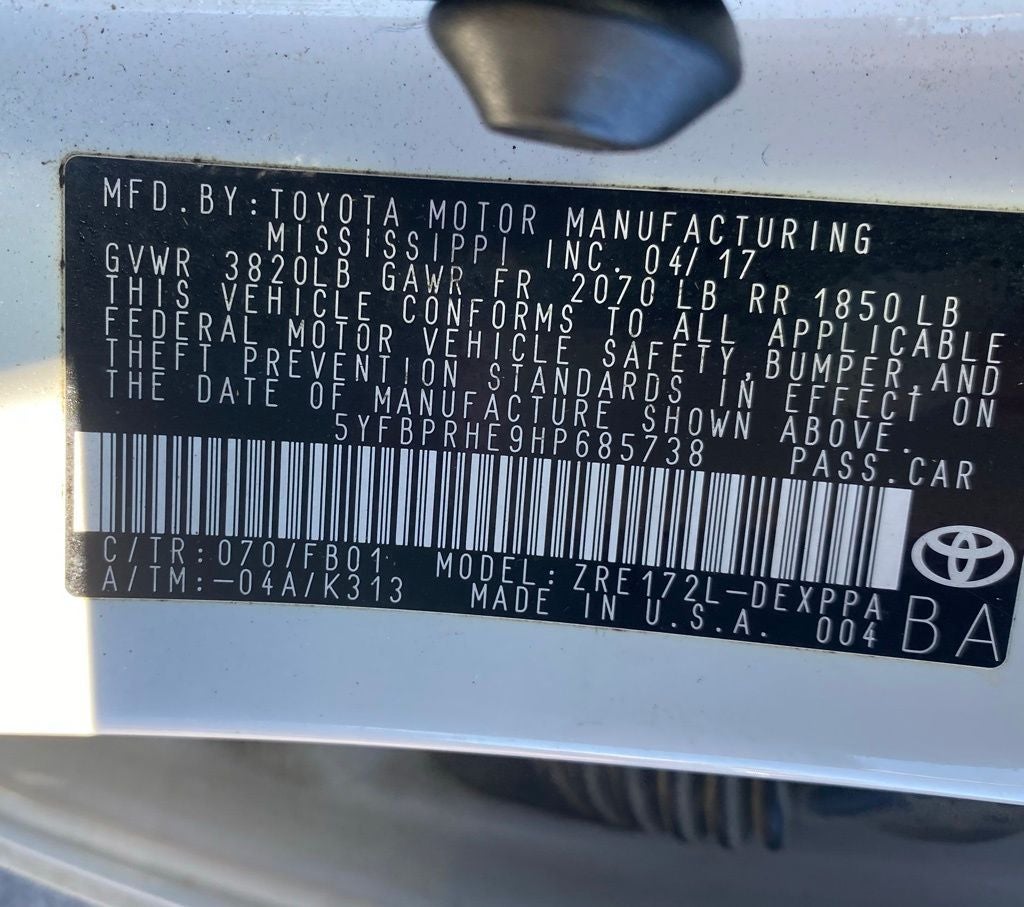 MFD.BY:TOYOTA MOTOR MANUFACTURING
MISSISSIPPI INC. 04/17
GVWR 3820LB GAWR FR 2070LB RR 1850LB
THIS VEHICLE CONFORMS TO ALL APPLICABLE
FEDERAL MOTOR VEHICLE SAFETY,BUMPER,AND
THEFT PREVENTION STANDARDS IN EFFECT ON
THE DATE OF MANUFACTURE SHOWN ABOVE.
5YFBPRHE9HP685738 PASS.CAR
C/TR:070/FB01 MODEL:ZRE172L-DEXPPA
A/TM:-04A/K313 MADE IN U.S.A. 004 BA